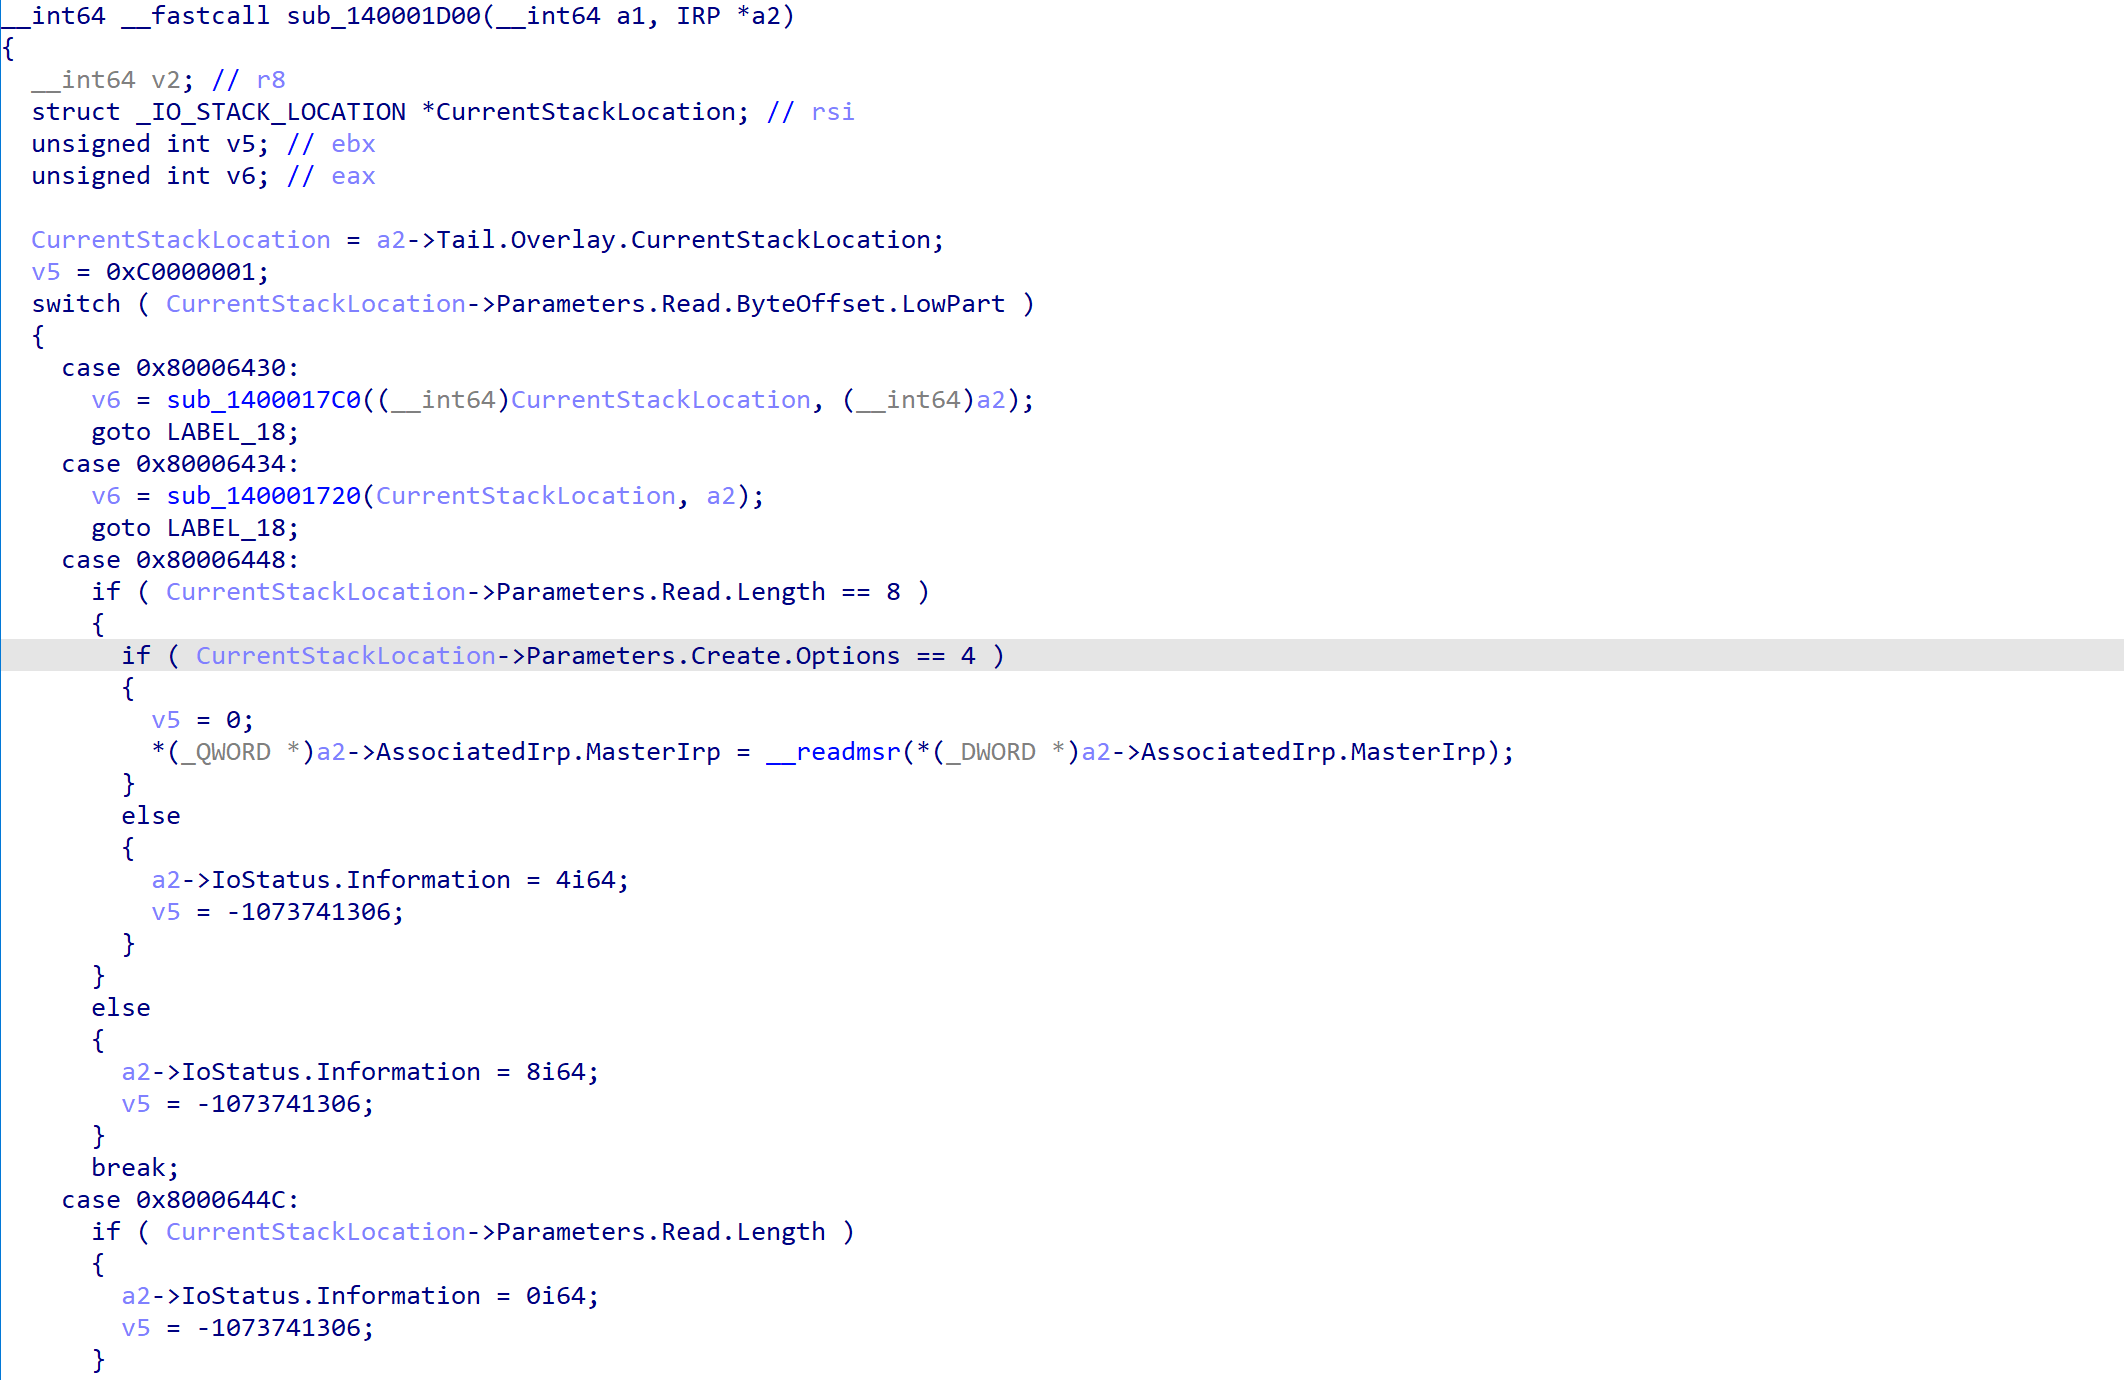 __int64 __fastcall sub_140001D00(__int64 a1, IRP *a2)
{
  __int64 v2; // r8
  struct _IO_STACK_LOCATION *CurrentStackLocation; // rsi
  unsigned int v5; // ebx
  unsigned int v6; // eax

  CurrentStackLocation = a2->Tail.Overlay.CurrentStackLocation;
  v5 = 0xC0000001;
  switch ( CurrentStackLocation->Parameters.Read.ByteOffset.LowPart )
  {
    case 0x80006430:
      v6 = sub_1400017C0((__int64)CurrentStackLocation, (__int64)a2);
      goto LABEL_18;
    case 0x80006434:
      v6 = sub_140001720(CurrentStackLocation, a2);
      goto LABEL_18;
    case 0x80006448:
      if ( CurrentStackLocation->Parameters.Read.Length == 8 )
      {
        if ( CurrentStackLocation->Parameters.Create.Options == 4 )
        {
          v5 = 0;
          *(_QWORD *)a2->AssociatedIrp.MasterIrp = __readmsr(*(_DWORD *)a2->AssociatedIrp.MasterIrp);
        }
        else
        {
          a2->IoStatus.Information = 4i64;
          v5 = -1073741306;
        }
      }
      else
      {
        a2->IoStatus.Information = 8i64;
        v5 = -1073741306;
      }
      break;
    case 0x8000644C:
      if ( CurrentStackLocation->Parameters.Read.Length )
      {
        a2->IoStatus.Information = 0i64;
        v5 = -1073741306;
      }